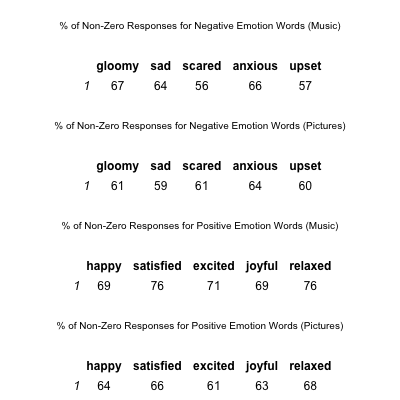 % of Non-Zero Responses for Negative Emotion Words (Music)
gloomy sad scared anxious upset
1 67 64 56 66 57
% of Non-Zero Responses for Negative Emotion Words (Pictures)
gloomy sad scared anxious upset
1 61 59 61 64 60
% of Non-Zero Responses for Positive Emotion Words (Music)
happy satisfied excited joyful relaxed
1 69 76 71 69 76
% of Non-Zero Responses for Positive Emotion Words (Pictures)
happy satisfied excited joyful relaxed
1 64 66 61 63 68